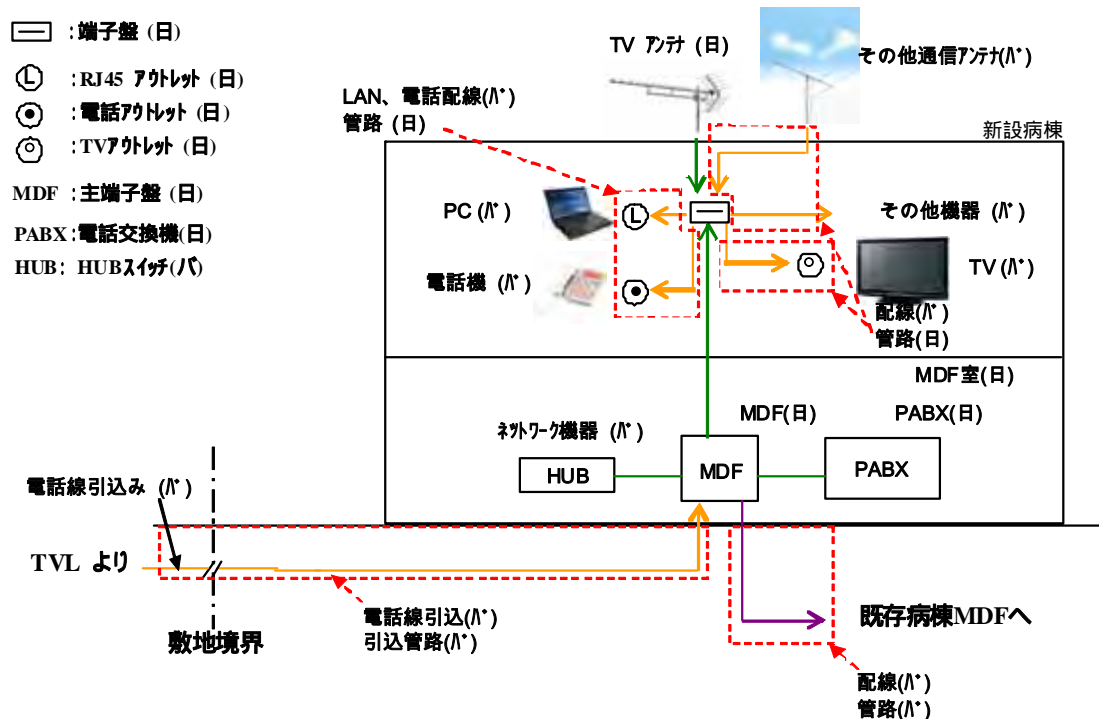 :端子盤 (日)
:RJ45 ｱｳﾄﾚｯﾄ (日)
:電話ｱｳﾄﾚｯﾄ (日)
:TVｱｳﾄﾚｯﾄ (日)
MDF :主端子盤 (日)
PABX:電話交換機(日)
HUB: HUBｽｲｯﾁ(バ)
TV ｱﾝﾃﾅ (日)
その他通信ｱﾝﾃﾅ(ﾊﾞ)
LAN、電話配線(ﾊﾞ)
管路 (日)
新設病棟
PC (ﾊﾞ)
L
その他機器 (ﾊﾞ)
電話機 (ﾊﾞ)
TV (ﾊﾞ)
配線(ﾊﾞ)
管路(日)
MDF室(日)
MDF(日)
PABX(日)
ﾈｯﾄﾜｰｸ機器 (ﾊﾞ)
HUB
MDF
PABX
電話線引込み (ﾊﾞ)
TVL より
電話線引込(ﾊﾞ)
引込管路(ﾊﾞ)
敷地境界
既存病棟MDFへ
配線(ﾊﾞ)
管路(ﾊﾞ)